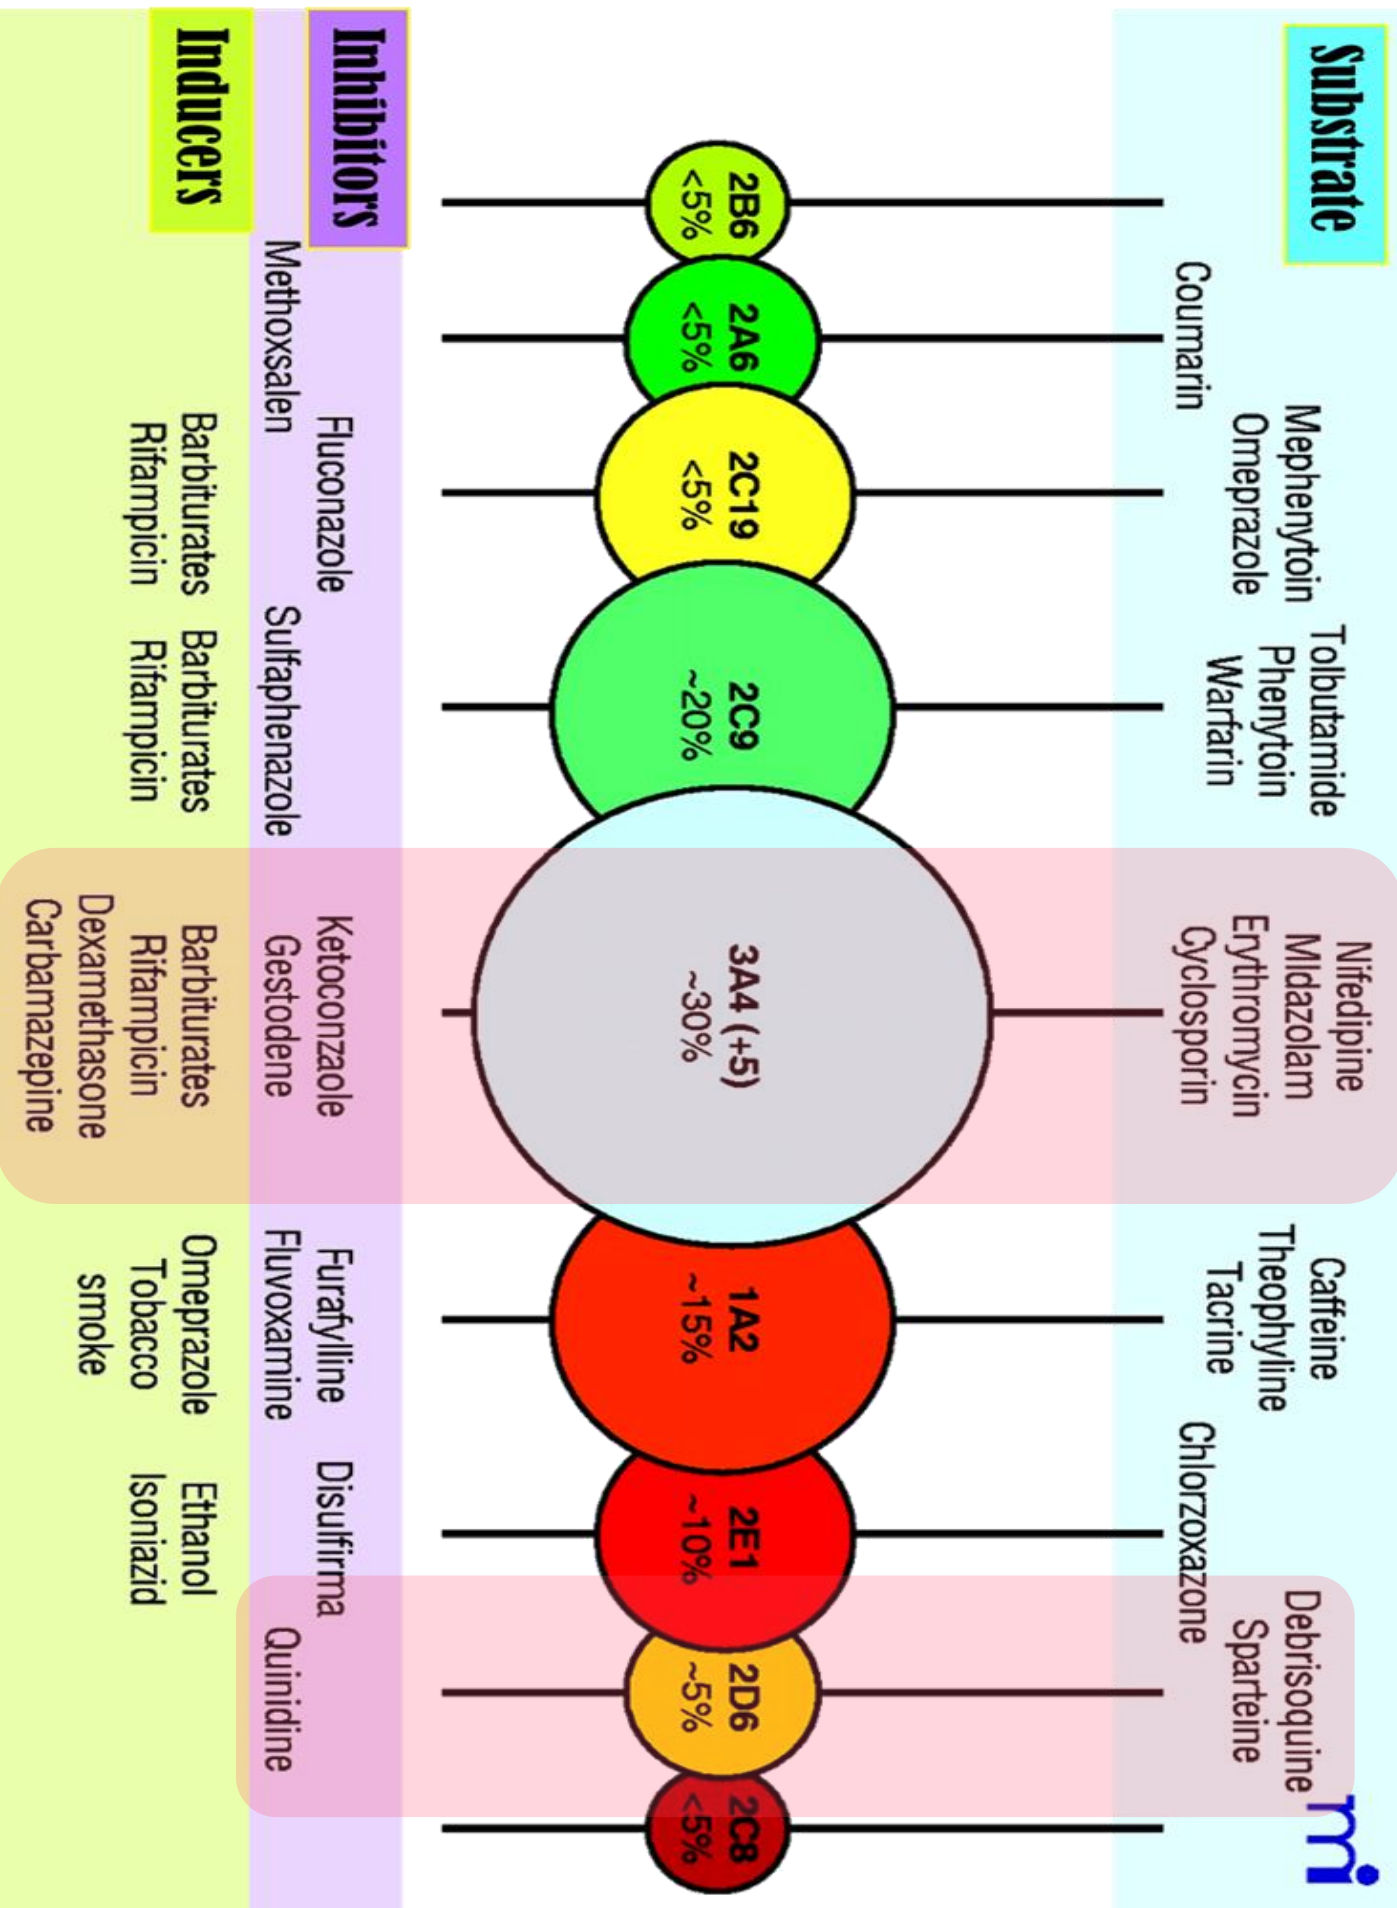 Substrate
Coumarin
Mephenytoin
Omeprazole
Tolbutamide
Phenytoin
Warfarin
Nifedipine
MIdazolam
Erythromycin
Cyclosporin
Caffeine
Theophyline
Tacrine
Chlorzoxazone
Debrisoquine
Sparteine
mi
2B6
<5%
2A6
<5%
2C19
<5%
2C9
~20%
3A4 (+5)
~30%
1A2
~15%
2E1
~10%
2D6
~5%
2C8
<5%
Inhibitors
Methoxsalen
Fluconazole
Sulfaphenazole
Ketoconzaole
Gestodene
Furafylline
Fluvoxamine
Disulfirma
Quinidine
Inducers
Barbiturates
Rifampicin
Barbiturates
Rifampicin
Barbiturates
Rifampicin
Dexamethasone
Carbamazepine
Omeprazole
Tobacco
smoke
Ethanol
Isoniazid